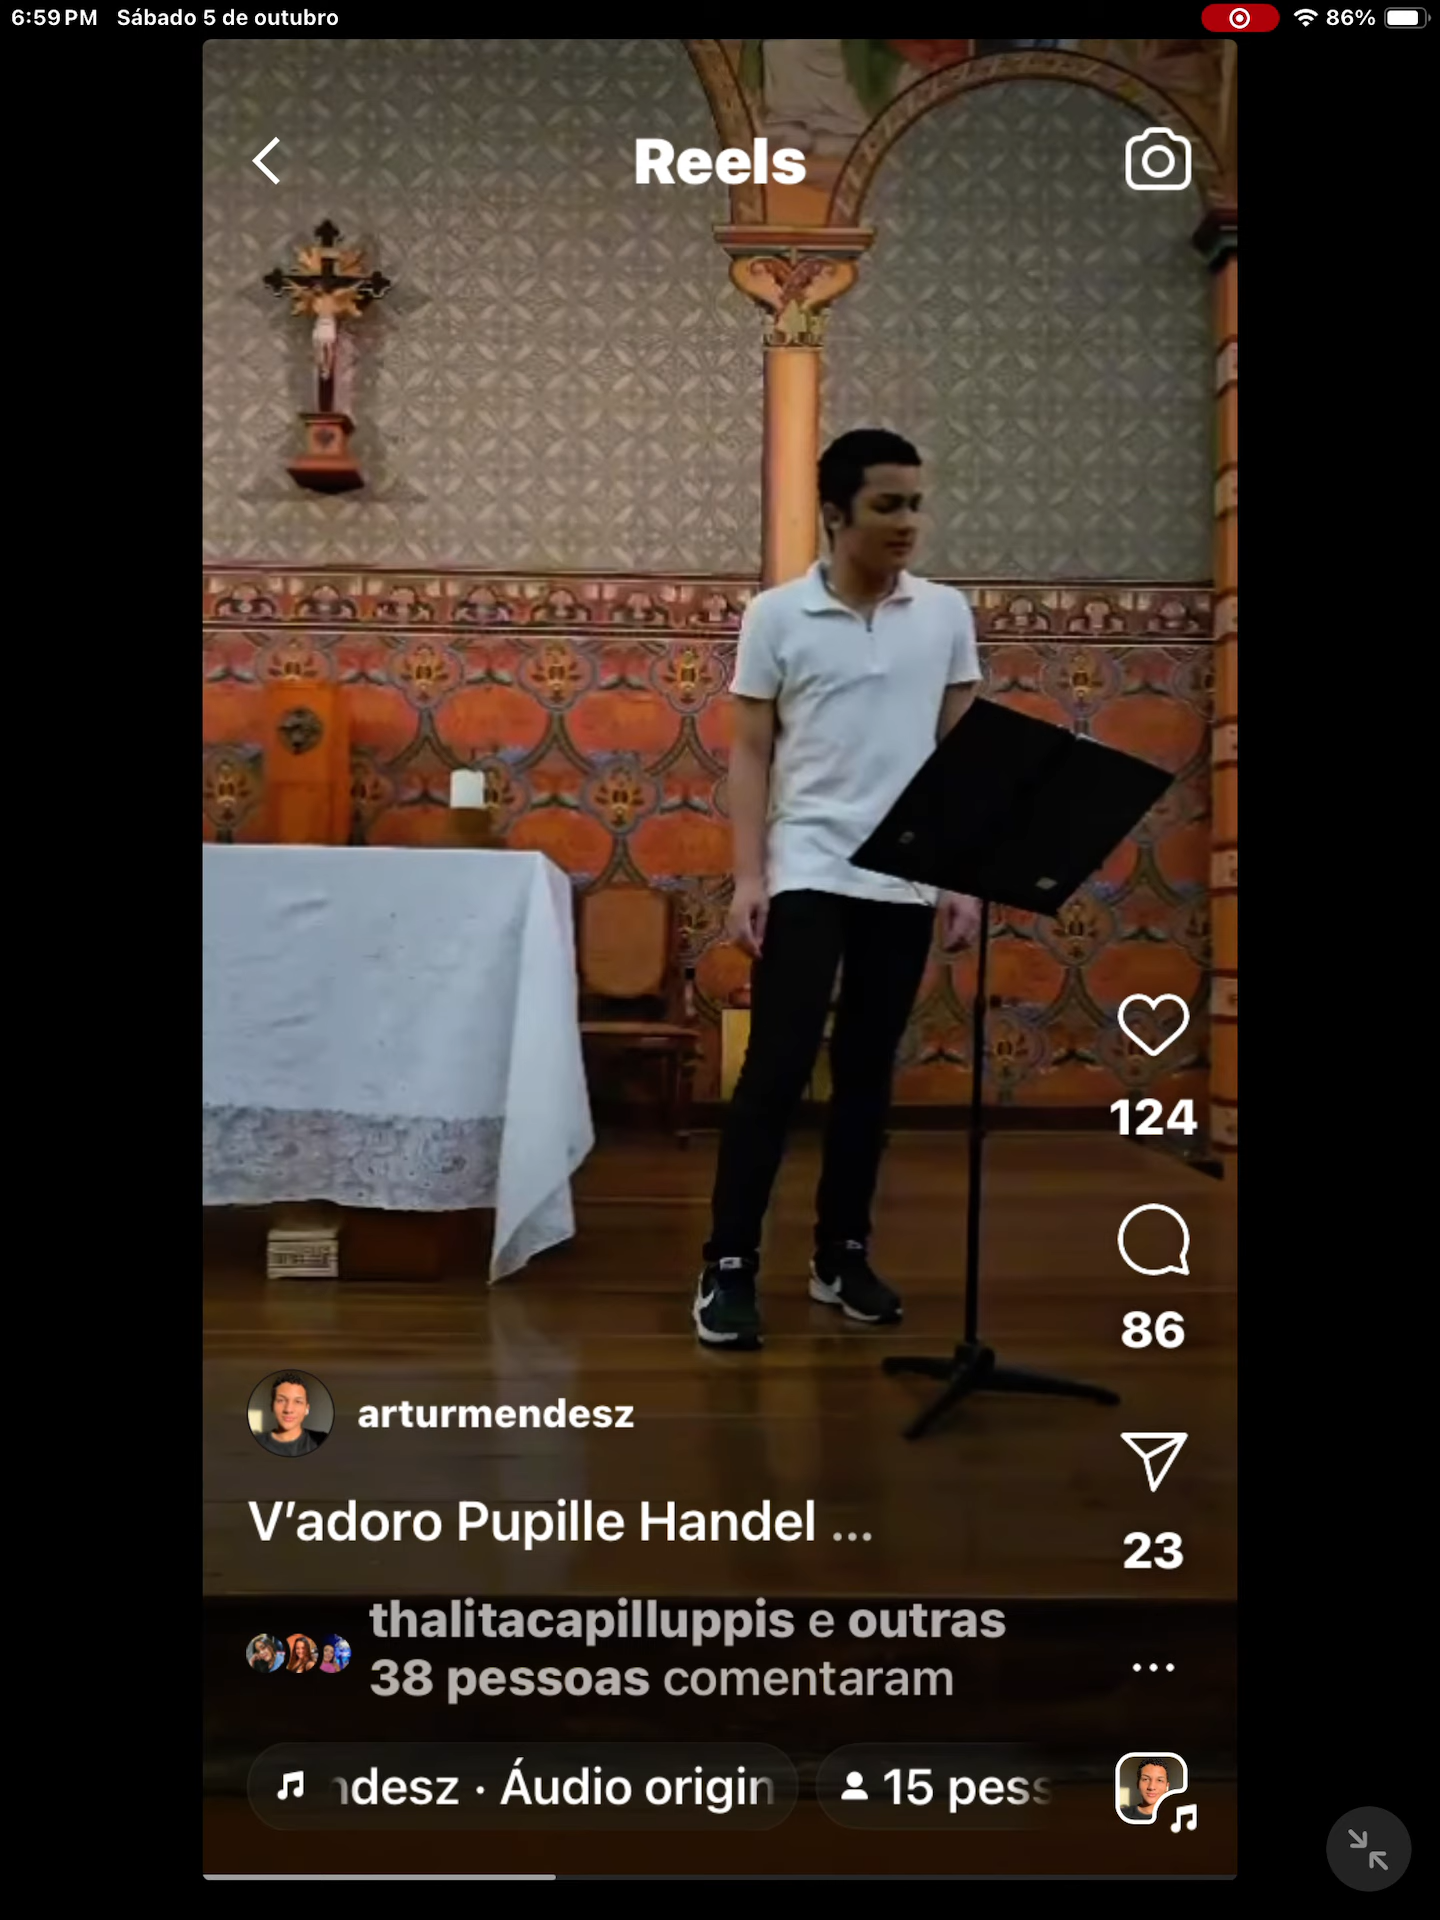 6:59 PM Sábado 5 de outubro
86%
Reels
124
86
arturmendesz
V’adoro Pupille Handel ...
23
thalitacapilluppis e outras
38 pessoas comentaram
ndesz · Áudio origin
15 pess